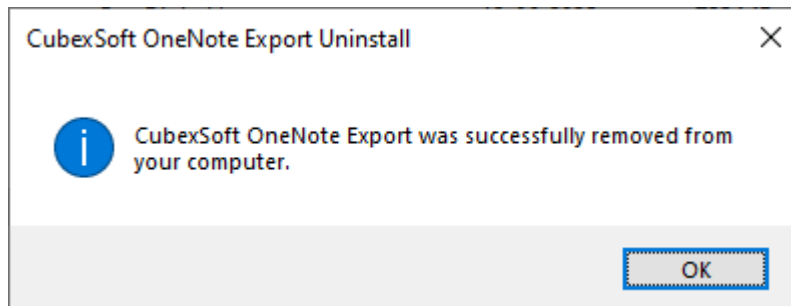 CubexSoft OneNote Export Uninstall
CubexSoft OneNote Export was successfully removed from
your computer.
OK